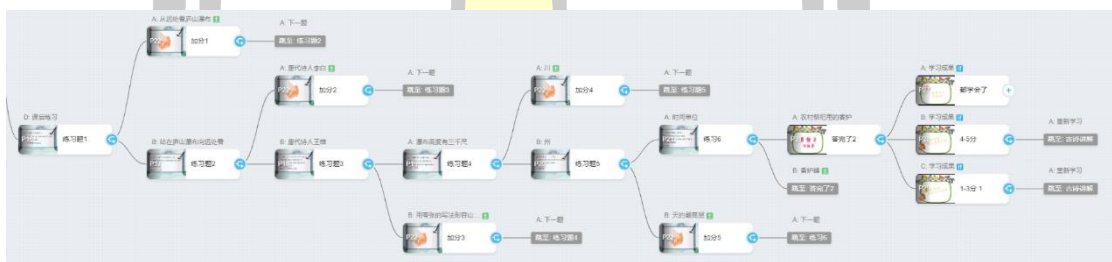 A: 从远处看庐山瀑布
加分1
A: 下一题
跳至: 练习题2
D: 课后练习
练习题1
B: 站在庐山瀑布向远处看
练习题2
A: 唐代诗人李白
加分2
A: 下一题
跳至: 练习题3
B: 唐代诗人王维
练习题3
A: 瀑布高度有三千尺
练习题4
B: 用夸张的写法形容山...
加分3
A: 下一题
跳至: 练习题4
A: 川
加分4
A: 下一题
跳至: 练习题5
B: 州
练习题5
A: 时间单位
练习6
B: 天的最高层
加分5
A: 下一题
跳至: 练习6
A: 农村祭祀用的香炉
答完了2
B: 香炉峰
跳至: 答完了2
A: 学习成果
都学会了
B: 学习成果
4-5分
A: 重新学习
跳至: 古诗讲解
C: 学习成果
1-3分 1
A: 重新学习
跳至: 古诗讲解